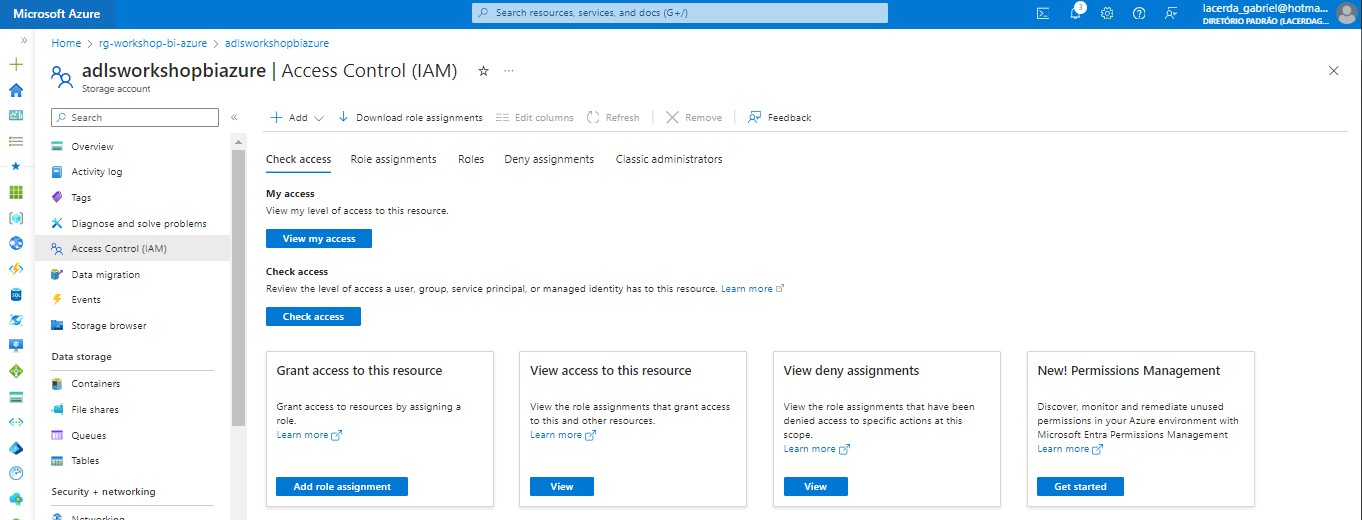 Microsoft Azure
Search resources, services, and docs (G+/)
3
lacerda_gabriel@hotma...
DIRETÓRIO PADRÃO (LACERDAG...
Home > rg-workshop-bi-azure > adlsworkshopbiazure
adlsworkshopbiazure | Access Control (IAM)
Storage account
Search
Overview
Activity log
Tags
Diagnose and solve problems
Access Control (IAM)
Data migration
Events
Storage browser
Data storage
Containers
File shares
Queues
Tables
Security + networking
Networking
Add
Download role assignments
Edit columns
Refresh
Remove
Feedback
Check access
Role assignments
Roles
Deny assignments
Classic administrators
My access
View my level of access to this resource.
View my access
Check access
Review the level of access a user, group, service principal, or managed identity has to this resource. Learn more
Check access
Grant access to this resource
Grant access to resources by assigning a
role.
Learn more
Add role assignment
View access to this resource
View the role assignments that grant access
to this and other resources.
Learn more
View
View deny assignments
View the role assignments that have been
denied access to specific actions at this
scope.
Learn more
View
New! Permissions Management
Discover, monitor and remediate unused
permissions in your Azure environment with
Microsoft Entra Permissions Management
Learn more
Get started